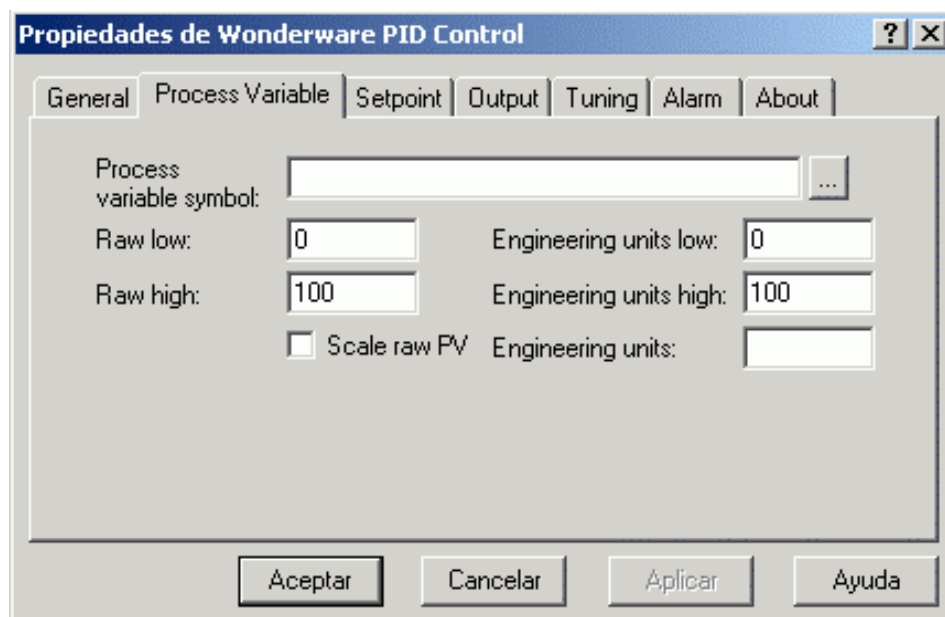 Propiedades de Wonderware PID Control
General Process Variable Setpoint Output Tuning Alarm About
Process
variable symbol: ...
Raw low: 0 Engineering units low: 0
Raw high: 100 Engineering units high: 100
Scale raw PV Engineering units:
Aceptar Cancelar Aplicar Ayuda